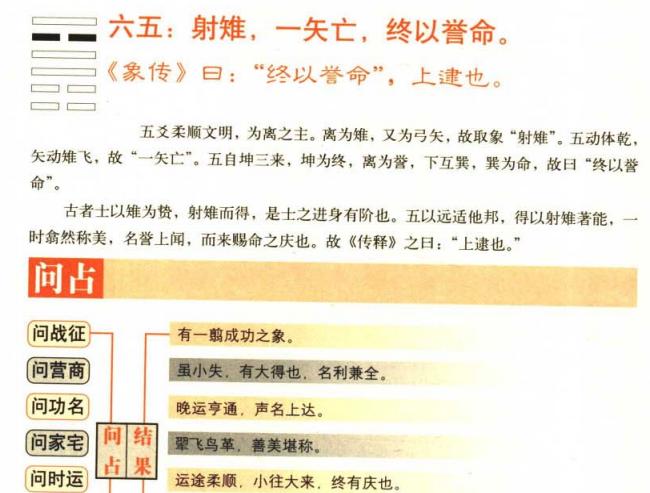 六五：射雉，一矢亡，终以誉命。
《象传》曰：“终以誉命”，上逮也。
五爻柔顺文明，为离之主。离为雉，又为弓矢，故取象“射雉”。五动体乾，
矢动雉飞，故“一矢亡”。五自坤三来，坤为终，离为誉，下互巽，巽为命，故曰“终以誉
命”。
古者士以雉为贽，射雉而得，是士之进身有阶也。五以远适他邦，得以射雉著能，一
时翕然称美，名誉上闻，而来赐命之庆也。故《传释》之曰：“上逮也。”
问占
问战征
有一翦成功之象。
问营商
虽小失，有大得也，名利兼全。
问功名
晚运亨通，声名上达。
问家宅
翚飞鸟革，善美堪称。
问时运
运途柔顺，小往大来，终有庆也。
问占
结果